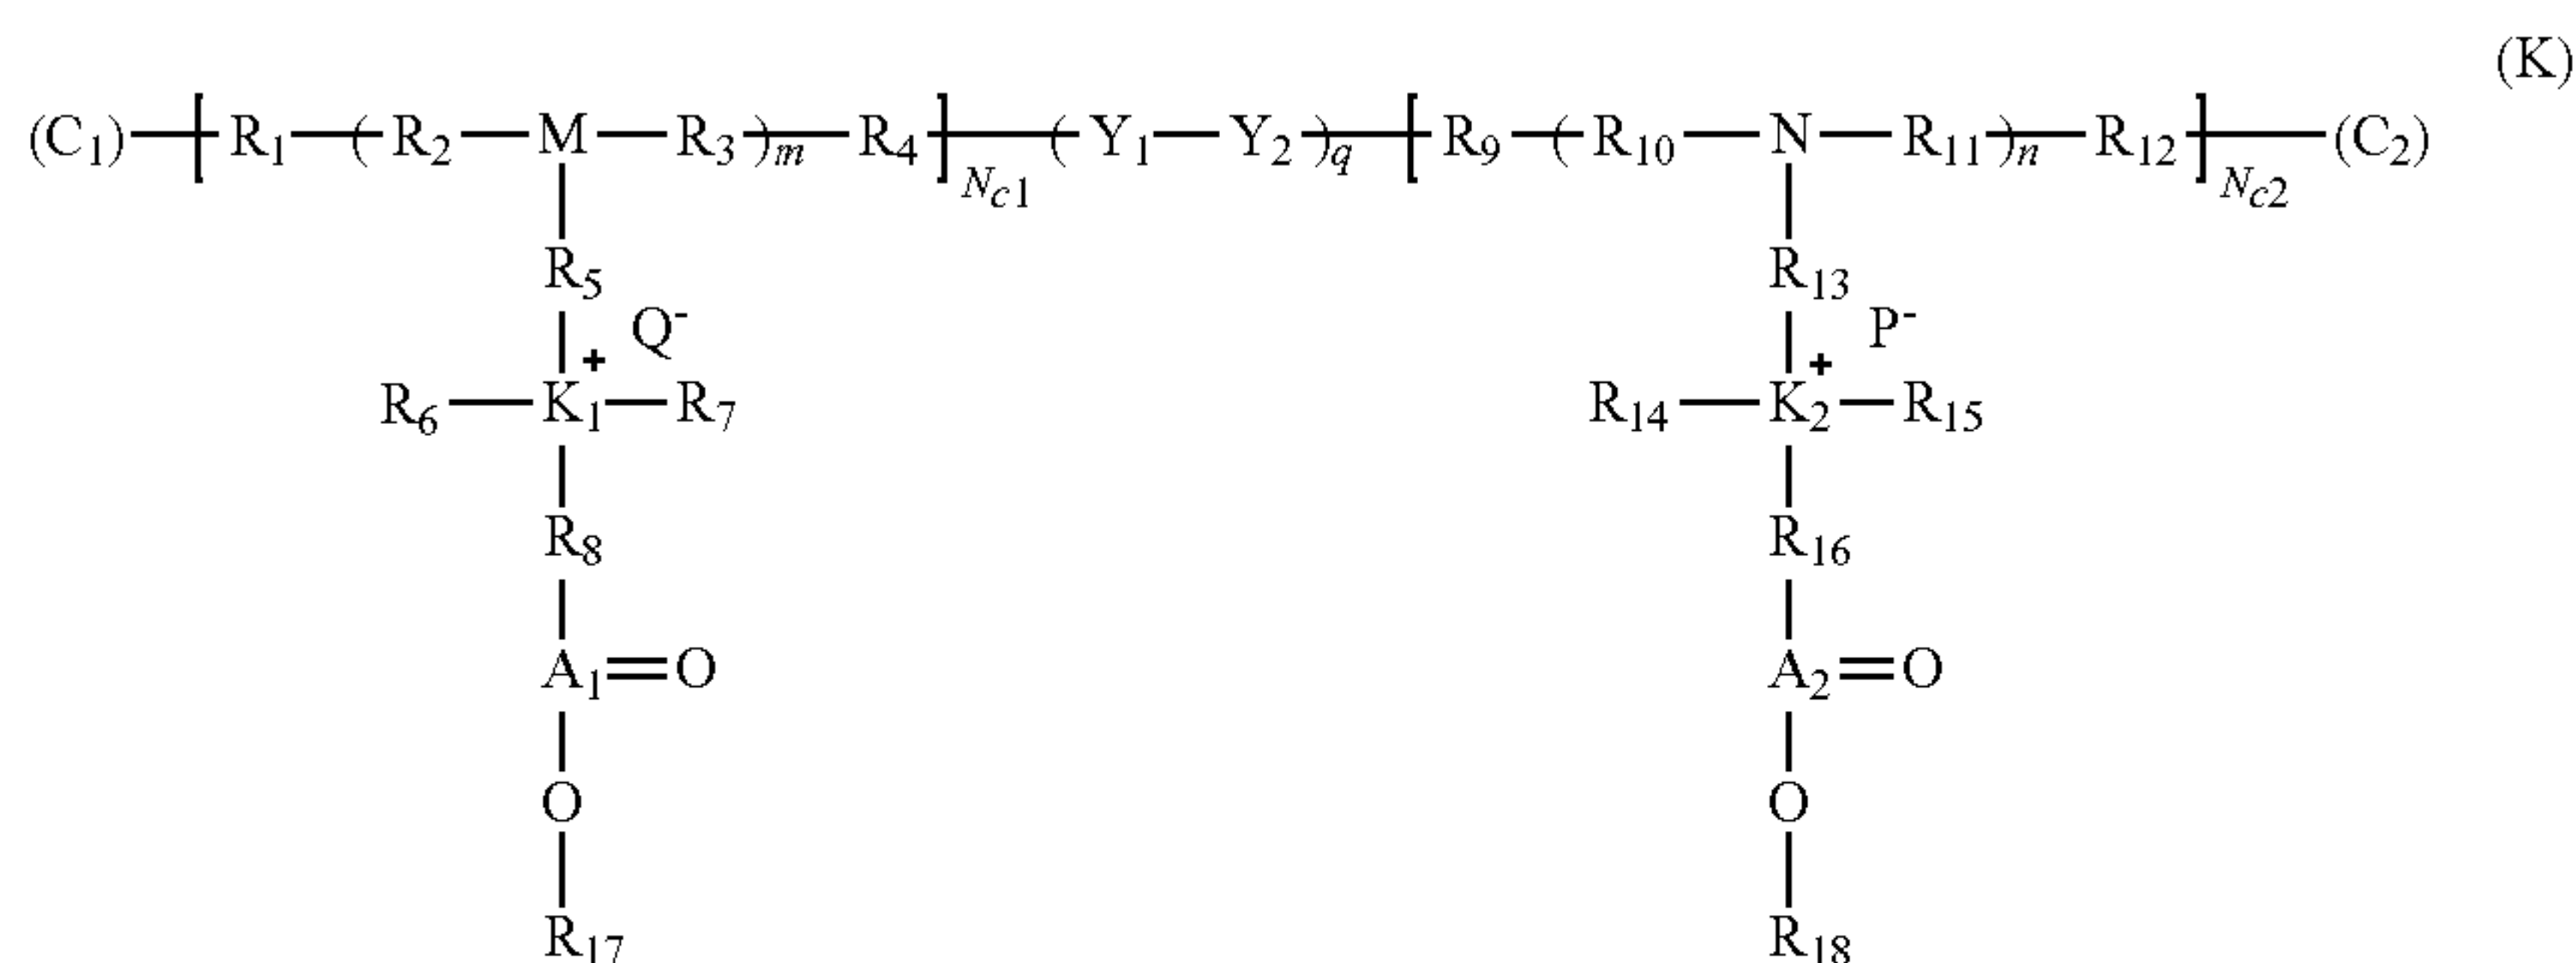 (K)
(C1) [ R1 ( R2 M R3 )m R4 ]Nc1 ( Y1 Y2 )q [ R9 ( R10 N R11 )n R12 ]Nc2 (C2)
R5 R13
Q- P-
R6 K1+ R7 R14 K2+ R15
R8 R16
A1=O A2=O
O O
R17 R18